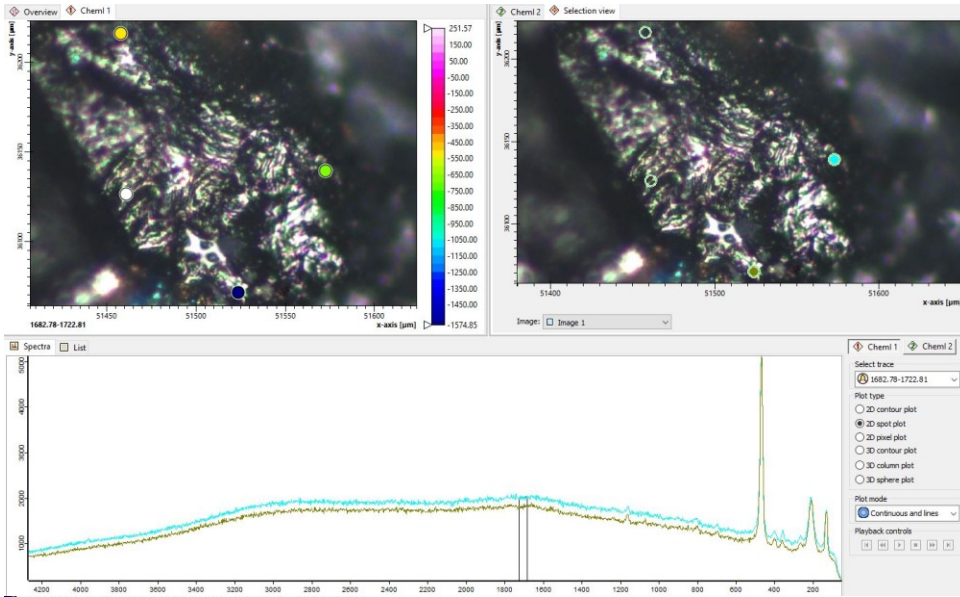 Overview ChemI 1
ChemI 2 Selection view
y-axis [µm]
36200
36150
36100
51450
51500
51550
51600
x-axis [µm]
1682.78-1722.81
251.57
150.00
50.00
-50.00
-150.00
-250.00
-350.00
-450.00
-550.00
-650.00
-750.00
-850.00
-950.00
-1050.00
-1150.00
-1250.00
-1350.00
-1450.00
-1574.85
y-axis [µm]
36200
36150
36100
51400
51500
51600
x-axis [µm]
Image: Image 1
Spectra List
5000
4000
3000
2000
1000
4200 4000 3800 3600 3400 3200 3000 2800 2600 2400 2200 2000 1800 1600 1400 1200 1000 800 600 400 200
ChemI 1 ChemI 2
Select trace
1682.78-1722.81
Plot type
2D contour plot
2D spot plot
2D pixel plot
3D contour plot
3D column plot
3D sphere plot
Plot mode
Continuous and lines
Playback controls